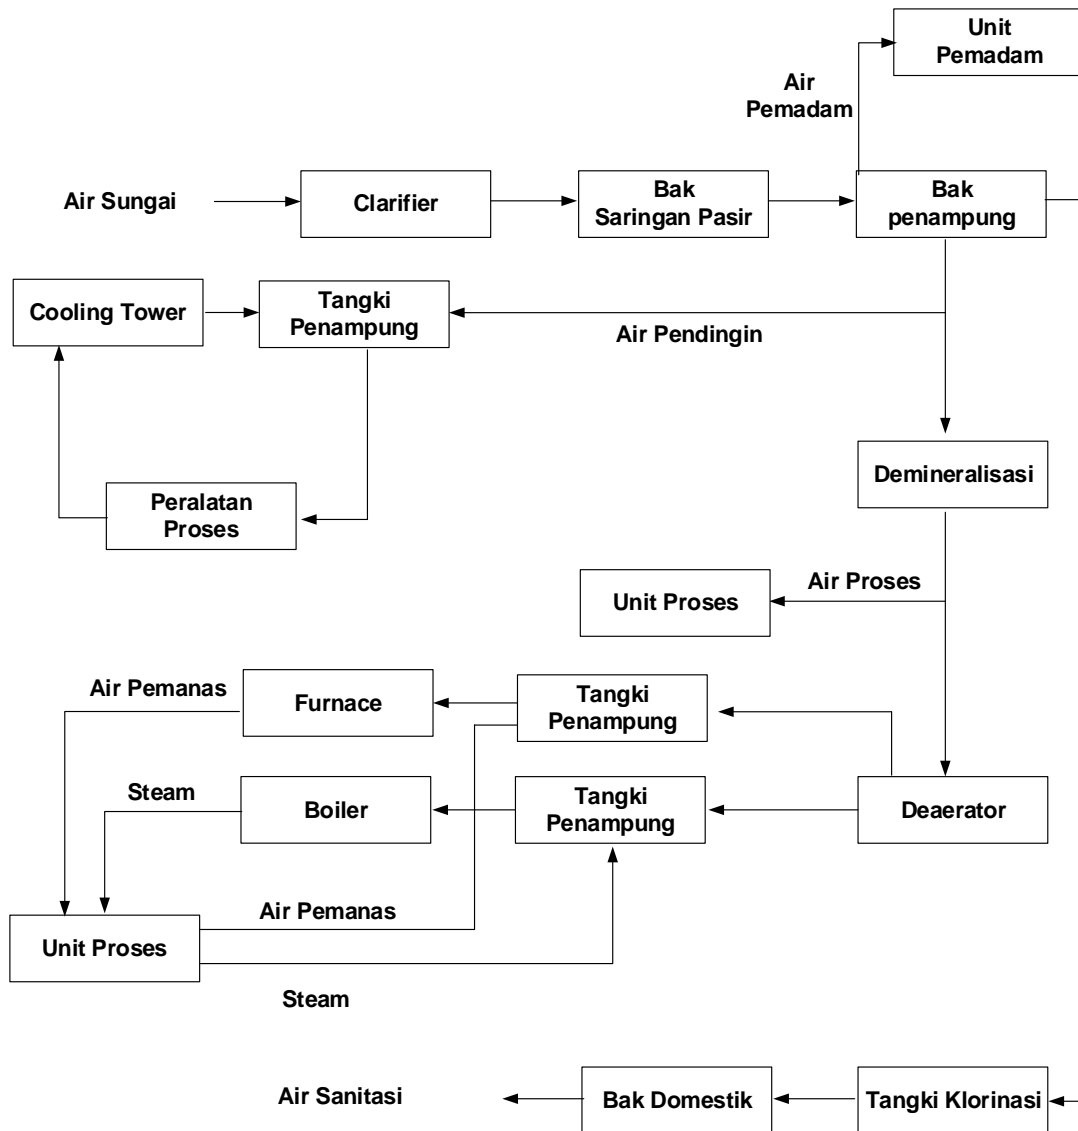 Unit
Pemadam
Air
Pemadam
Air Sungai
Clarifier
Bak
Saringan Pasir
Bak
penampung
Cooling Tower
Tangki
Penampung
Air Pendingin
Demineralisasi
Peralatan
Proses
Unit Proses
Air Proses
Air Pemanas
Furnace
Tangki
Penampung
Steam
Boiler
Tangki
Penampung
Deaerator
Air Pemanas
Unit Proses
Steam
Air Sanitasi
Bak Domestik
Tangki Klorinasi